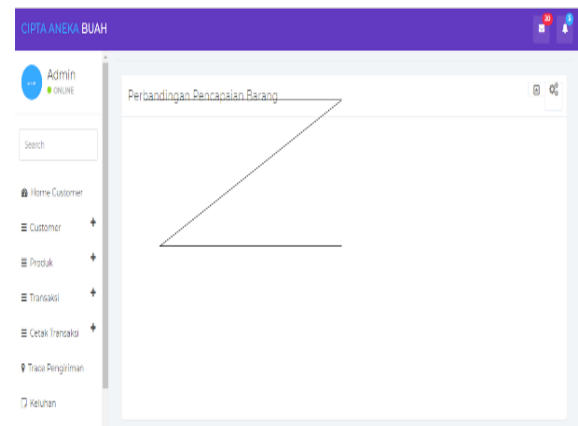 CIPTA ANEKA BUAH
Admin
ONLINE
Search
Home Customer
Customer
Produk
Transaksi
Cetak Transaksi
Trace Pengiriman
Keluhan
Perbandingan Pencapaian Barang